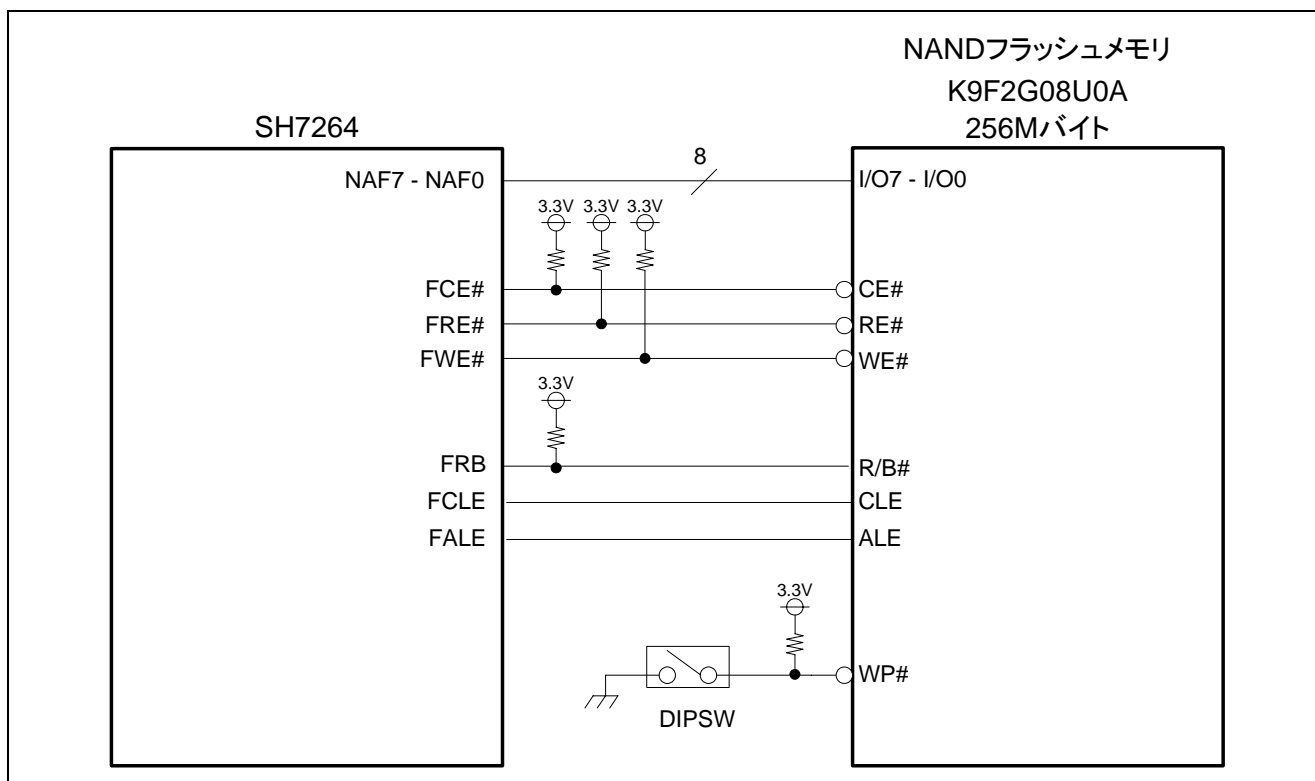 NANDフラッシュメモリ
K9F2G08U0A
256Mバイト
SH7264
NAF7 - NAF0
8
I/O7 - I/O0
3.3V 3.3V 3.3V
FCE#
CE#
FRE#
RE#
FWE#
WE#
3.3V
FRB
R/B#
FCLE
CLE
FALE
ALE
3.3V
WP#
DIPSW